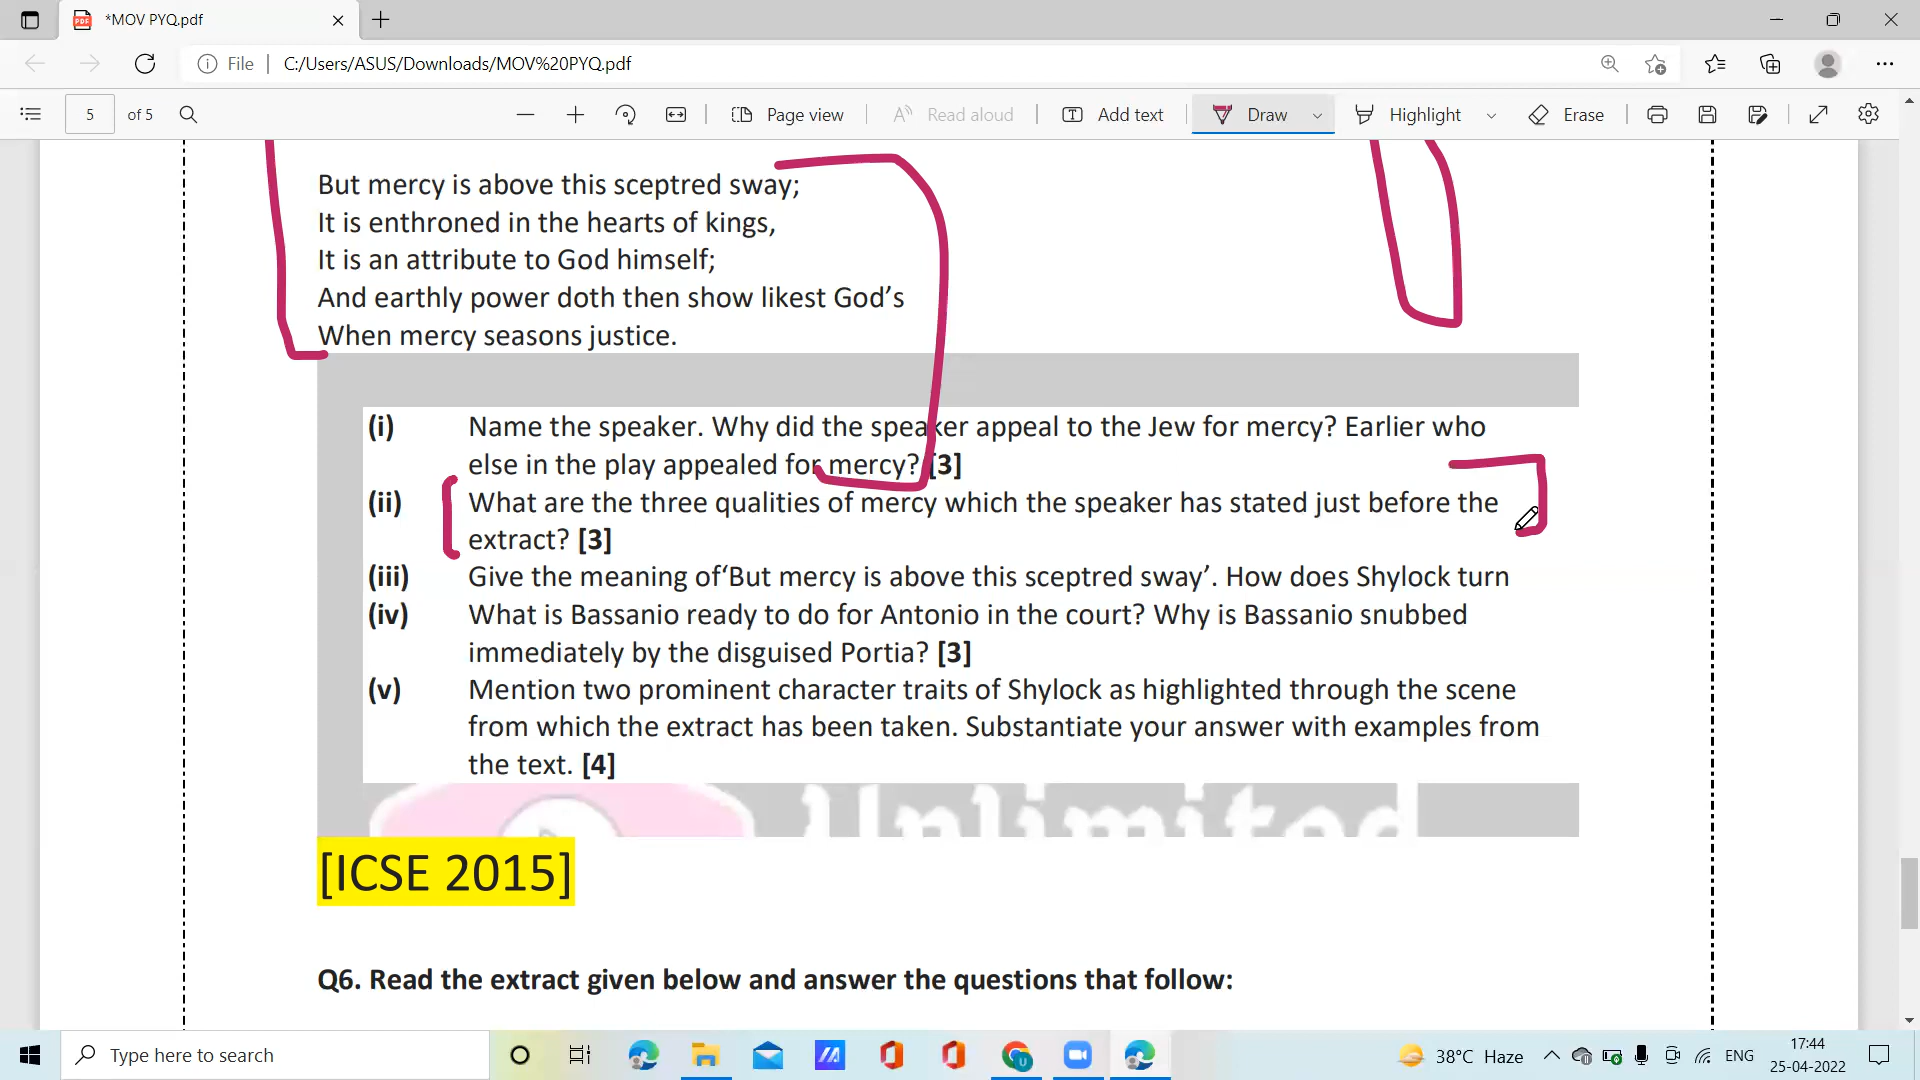 *MOV PYQ.pdf
File
C:/Users/ASUS/Downloads/MOV%20PYQ.pdf
5 of 5
Page view
Read aloud
Add text
Draw
Highlight
Erase
But mercy is above this sceptred sway;
It is enthroned in the hearts of kings,
It is an attribute to God himself;
And earthly power doth then show likest God’s
When mercy seasons justice.
(i) Name the speaker. Why did the speaker appeal to the Jew for mercy? Earlier who
else in the play appealed for mercy? [3]
(ii) What are the three qualities of mercy which the speaker has stated just before the
extract? [3]
(iii) Give the meaning of‘But mercy is above this sceptred sway’. How does Shylock turn
(iv) What is Bassanio ready to do for Antonio in the court? Why is Bassanio snubbed
immediately by the disguised Portia? [3]
(v) Mention two prominent character traits of Shylock as highlighted through the scene
from which the extract has been taken. Substantiate your answer with examples from
the text. [4]
Unlimited
[ICSE 2015]
Q6. Read the extract given below and answer the questions that follow:
Type here to search
38°C Haze
ENG
17:44
25-04-2022